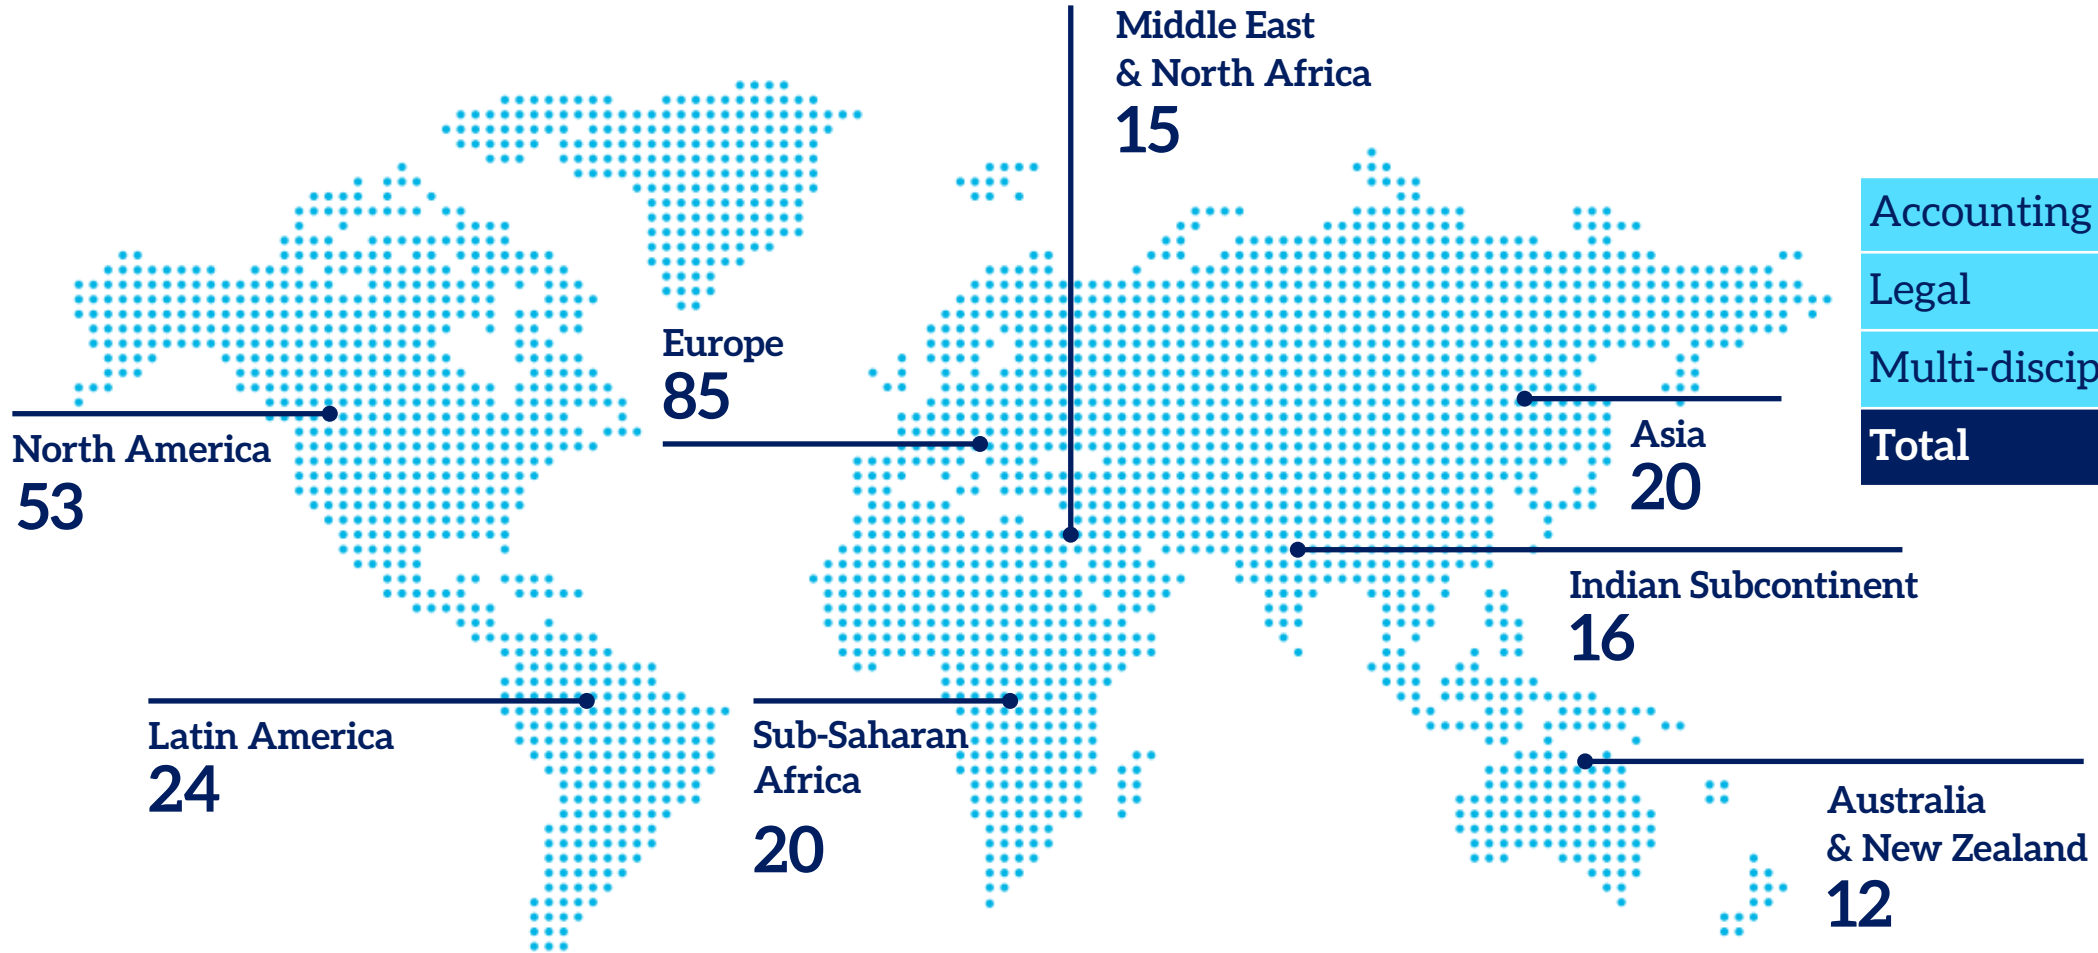 Middle East
& North Africa
15
Europe
85
North America
53
Asia
20
Indian Subcontinent
16
Latin America
24
Sub-Saharan
Africa
20
Australia
& New Zealand
12
Accounting
Legal
Multi-discip
Total